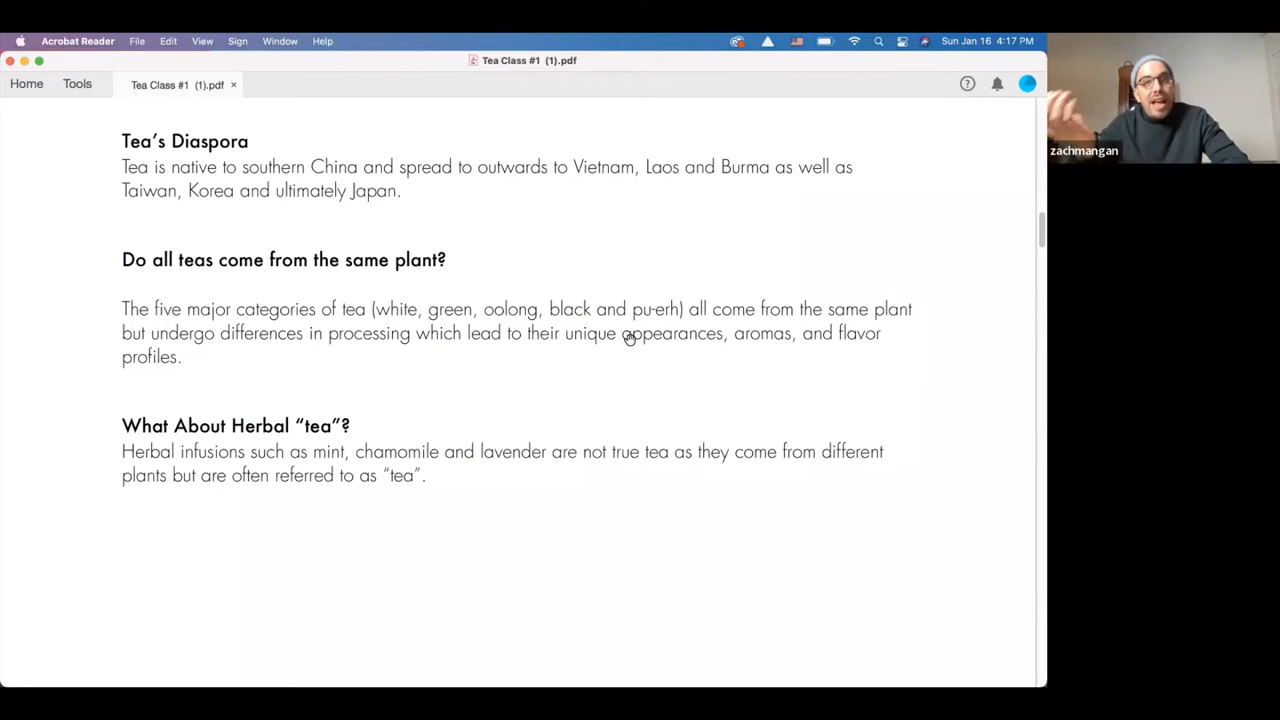 Acrobat Reader File Edit View Sign Window Help Sun Jan 16 4:17 PM
Tea Class #1 (1).pdf
Home Tools Tea Class #1 (1).pdf ×
zachmangan
Tea's Diaspora
Tea is native to southern China and spread to outwards to Vietnam, Laos and Burma as well as
Taiwan, Korea and ultimately Japan.
Do all teas come from the same plant?
The five major categories of tea (white, green, oolong, black and pu-erh) all come from the same plant
but undergo differences in processing which lead to their unique appearances, aromas, and flavor
profiles.
What About Herbal “tea”?
Herbal infusions such as mint, chamomile and lavender are not true tea as they come from different
plants but are often referred to as “tea”.